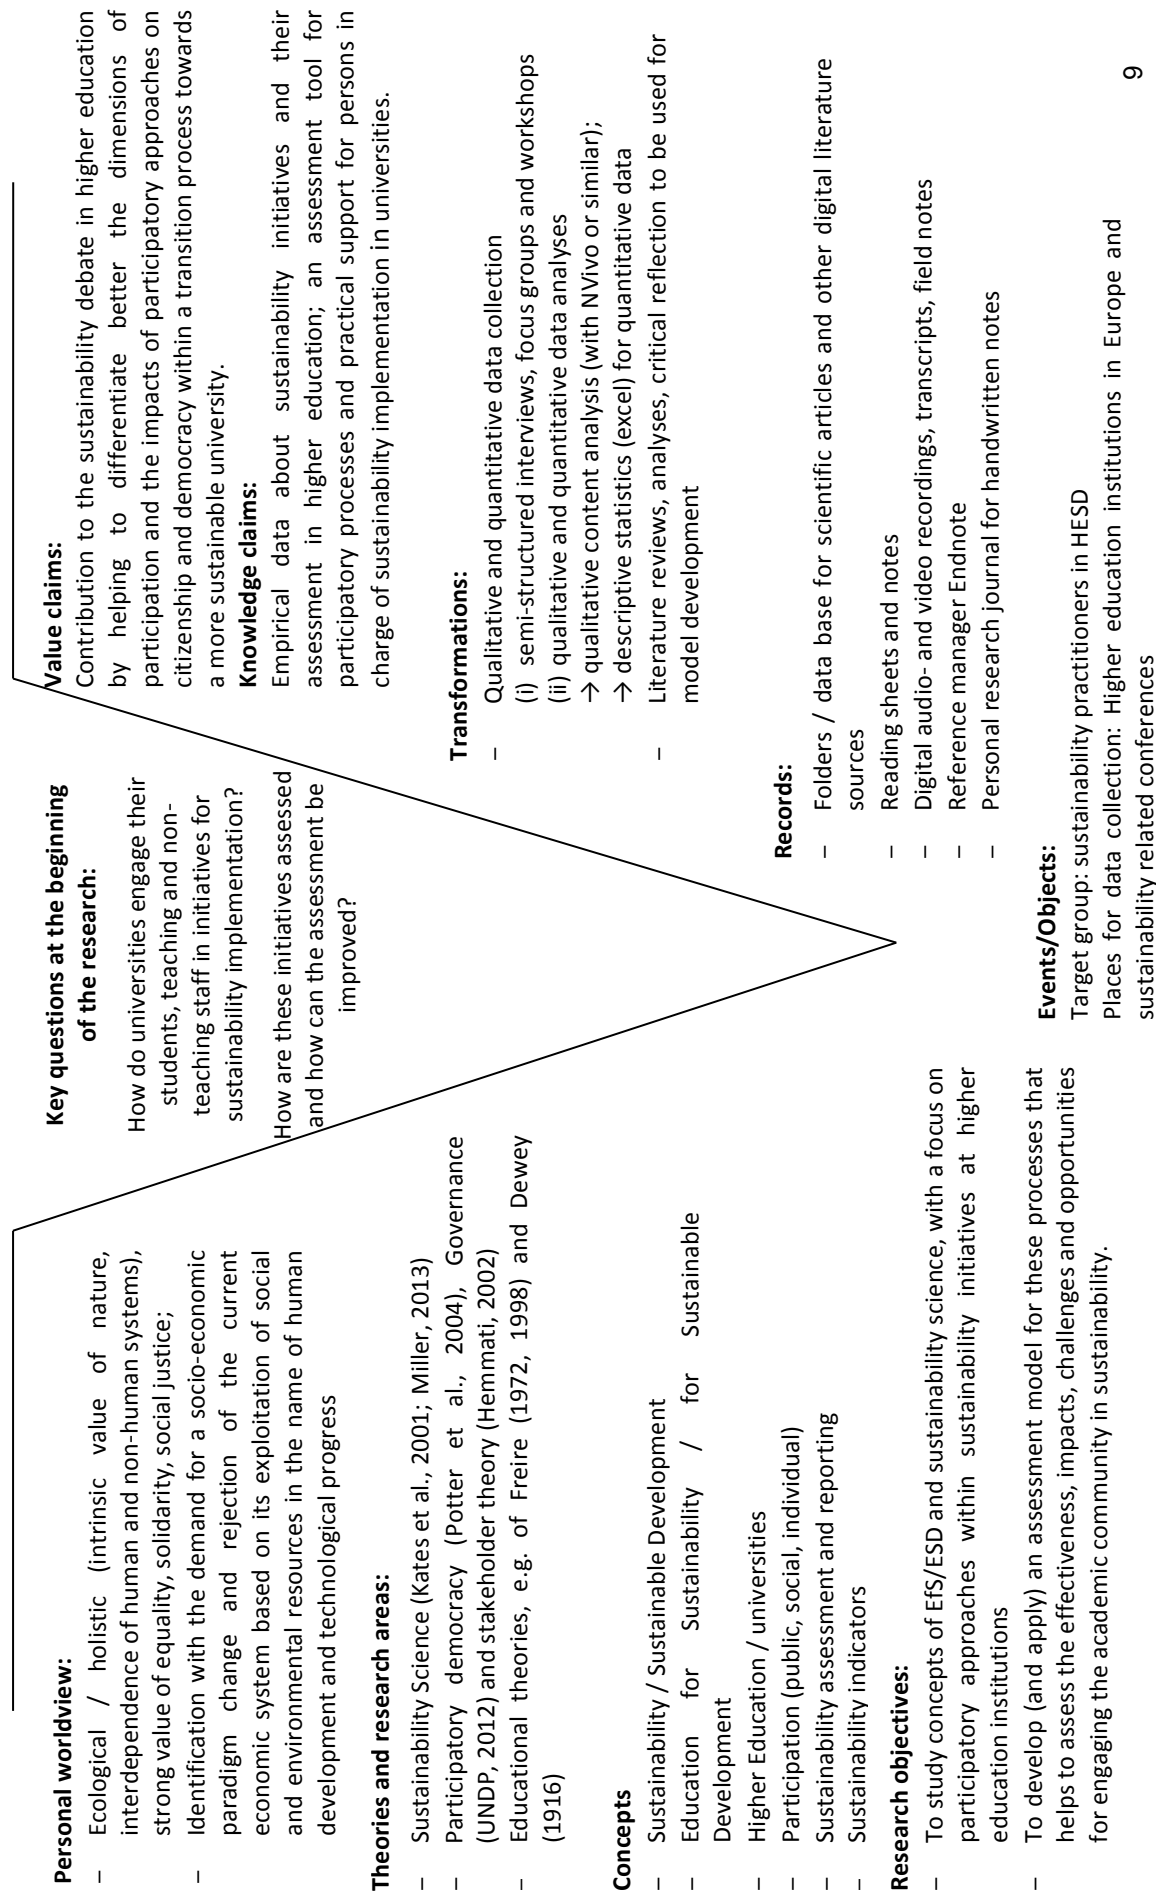 Personal worldview:
– Ecological / holistic (intrinsic value of nature,
interdependence of human and non-human systems),
strong value of equality, solidarity, social justice;
– Identification with the demand for a socio-economic
paradigm change and rejection of the current
economic system based on its exploitation of social
and environmental resources in the name of human
development and technological progress
Theories and research areas:
– Sustainability Science (Kates et al., 2001; Miller, 2013)
– Participatory democracy (Potter et al., 2004), Governance
(UNDP, 2012) and stakeholder theory (Hemmati, 2002)
– Educational theories, e.g. of Freire (1972, 1998) and Dewey
(1916)
Concepts
– Sustainability / Sustainable Development
– Education for Sustainability / for Sustainable
Development
– Higher Education / universities
– Participation (public, social, individual)
– Sustainability assessment and reporting
– Sustainability indicators
Research objectives:
– To study concepts of EfS/ESD and sustainability science, with a focus on
participatory approaches within sustainability initiatives at higher
education institutions
– To develop (and apply) an assessment model for these processes that
helps to assess the effectiveness, impacts, challenges and opportunities
for engaging the academic community in sustainability.
Key questions at the beginning
of the research:
How do universities engage their
students, teaching and non-
teaching staff in initiatives for
sustainability implementation?
How are these initiatives assessed
and how can the assessment be
improved?
Value claims:
Contribution to the sustainability debate in higher education
by helping to differentiate better the dimensions of
participation and the impacts of participatory approaches on
citizenship and democracy within a transition process towards
a more sustainable university.
Knowledge claims:
Empirical data about sustainability initiatives and their
assessment in higher education; an assessment tool for
participatory processes and practical support for persons in
charge of sustainability implementation in universities.
Transformations:
– Qualitative and quantitative data collection
(i) semi-structured interviews, focus groups and workshops
(ii) qualitative and quantitative data analyses
→ qualitative content analysis (with NVivo or similar);
→ descriptive statistics (excel) for quantitative data
– Literature reviews, analyses, critical reflection to be used for
model development
Records:
– Folders / data base for scientific articles and other digital literature
sources
– Reading sheets and notes
– Digital audio- and video recordings, transcripts, field notes
– Reference manager Endnote
– Personal research journal for handwritten notes
Events/Objects:
Target group: sustainability practitioners in HESD
Places for data collection: Higher education institutions in Europe and
sustainability related conferences
9